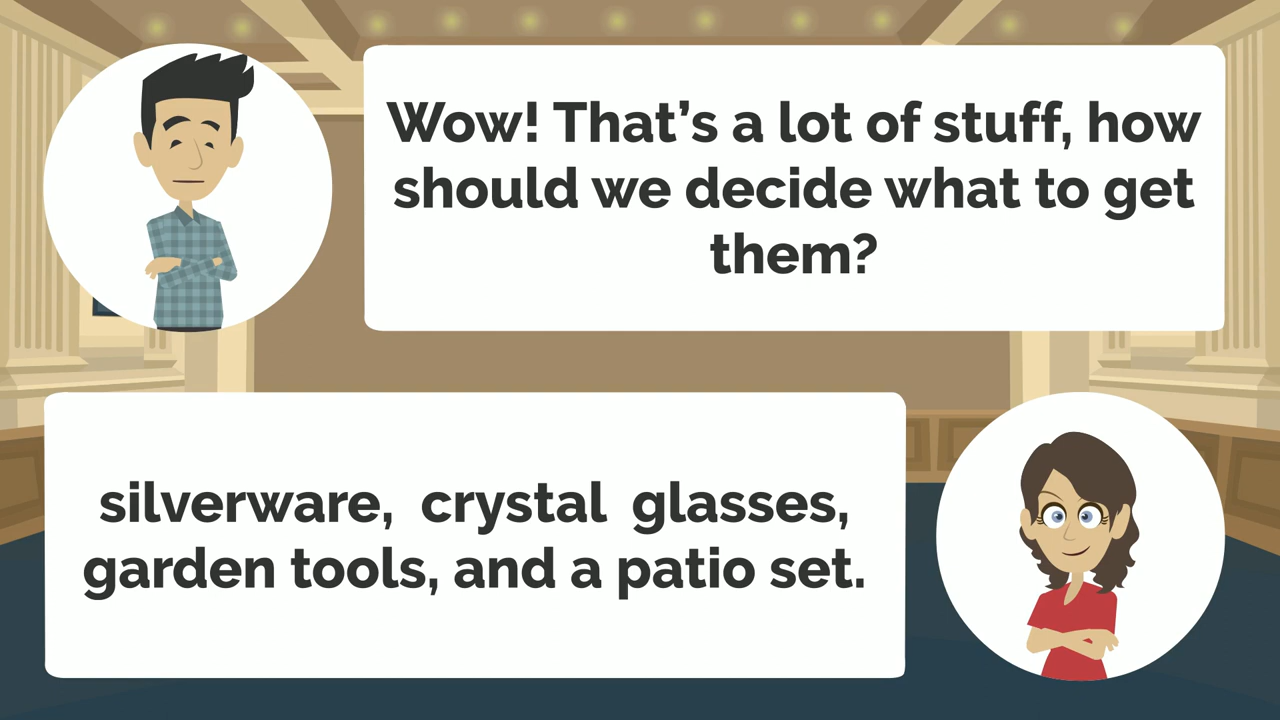 Wow! That’s a lot of stuff, how
should we decide what to get
them?
silverware, crystal glasses,
garden tools, and a patio set.